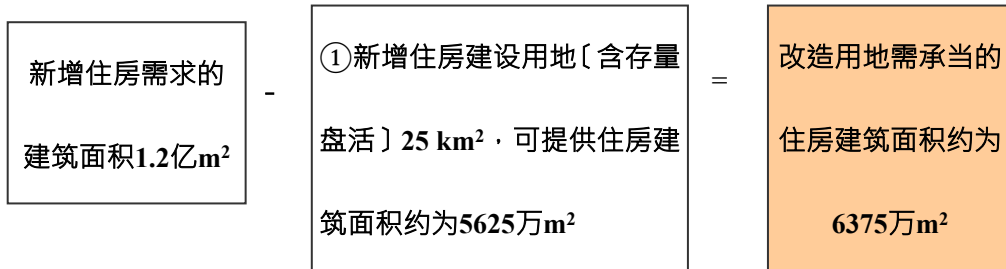 新增住房需求的
建筑面积1.2亿m²
-
①新增住房建设用地〔含存量
盘活〕25 km²，可提供住房建
筑面积约为5625万m²
=
改造用地需承当的
住房建筑面积约为
6375万m²